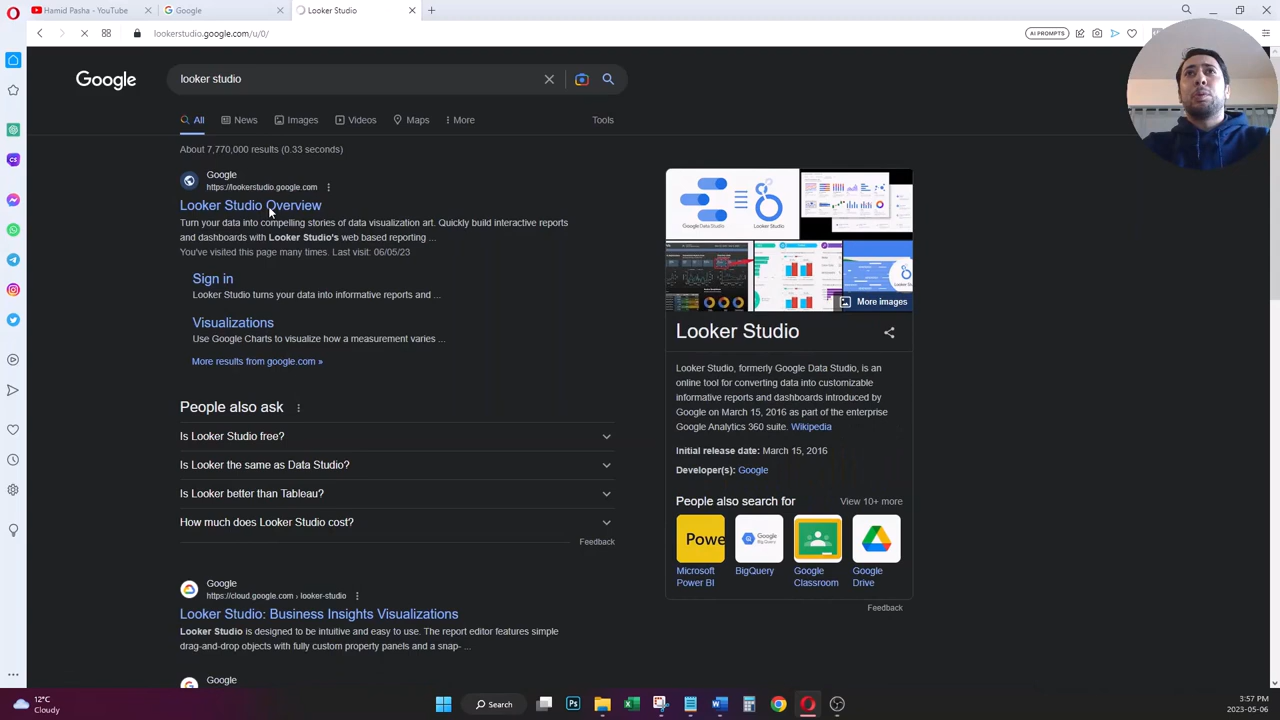 Hamid Pasha - YouTube
Google
Looker Studio
lookerstudio.google.com/u/0/
AI PROMPTS
Google
looker studio
All
News
Images
Videos
Maps
More
Tools
About 7,770,000 results (0.33 seconds)
Google
https://lookerstudio.google.com
Looker Studio Overview
Turn your data into compelling stories of data visualization art. Quickly build interactive reports
and dashboards with Looker Studio's web based reporting ...
You've visited this page many times. Last visit: 06/05/23
Sign in
Looker Studio turns your data into informative reports and ...
Visualizations
Use Google Charts to visualize how a measurement varies ...
More results from google.com »
People also ask
Is Looker Studio free?
Is Looker the same as Data Studio?
Is Looker better than Tableau?
How much does Looker Studio cost?
Feedback
Google
https://cloud.google.com › looker-studio
Looker Studio: Business Insights Visualizations
Looker Studio is designed to be intuitive and easy to use. The report editor features simple
drag-and-drop objects with fully custom property panels and a snap- ...
Google
Google Data Studio
Looker Studio
More images
Looker Studio
Looker Studio, formerly Google Data Studio, is an
online tool for converting data into customizable
informative reports and dashboards introduced by
Google on March 15, 2016 as part of the enterprise
Google Analytics 360 suite. Wikipedia
Initial release date: March 15, 2016
Developer(s): Google
People also search for
View 10+ more
Powe
Google
Big Query
Microsoft
Power BI
BigQuery
Google
Classroom
Google
Drive
Feedback
12°C
Cloudy
Search
3:57 PM
2023-05-06